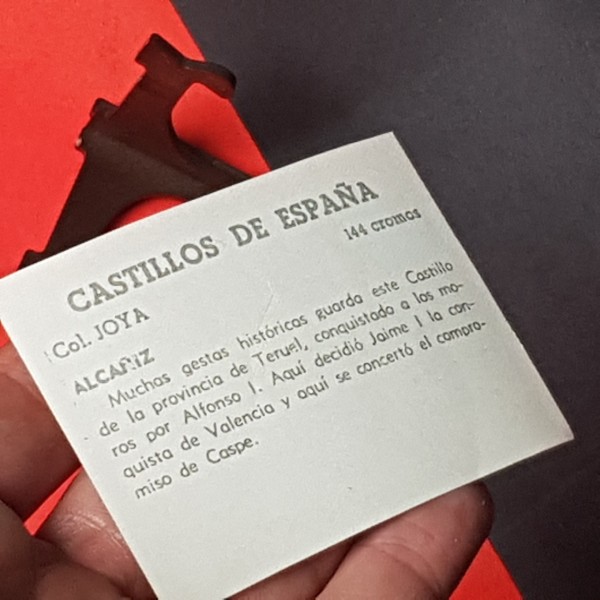 CASTILLOS DE ESPAÑA
144 cromos
Col. JOYA
ALCAÑIZ
Muchas gestas históricas guarda este Castillo
de la provincia de Teruel, conquistado a los mo-
ros por Alfonso I. Aquí decidió Jaime I la con-
quista de Valencia y aquí se concertó el compro-
miso de Caspe.